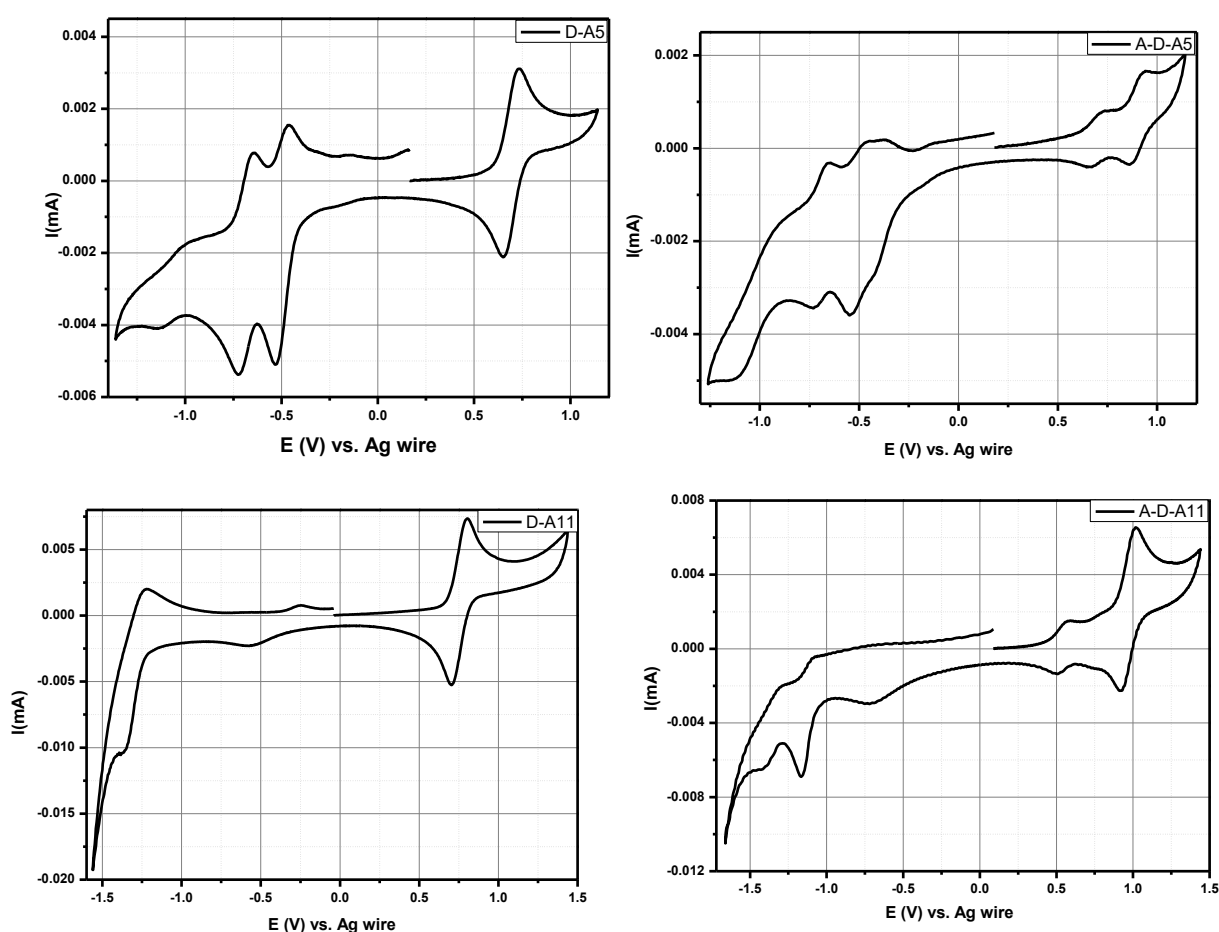 D-A5
0.004
0.002
0.000
-0.002
-0.004
-0.006
I(mA)
-1.0 -0.5 0.0 0.5 1.0
E (V) vs. Ag wire
A-D-A5
0.002
0.000
-0.002
-0.004
I(mA)
-1.0 -0.5 0.0 0.5 1.0
E (V) vs. Ag wire
D-A11
0.005
0.000
-0.005
-0.010
-0.015
-0.020
I(mA)
-1.5 -1.0 -0.5 0.0 0.5 1.0 1.5
E (V) vs. Ag wire
A-D-A11
0.008
0.004
0.000
-0.004
-0.008
-0.012
I(mA)
-1.5 -1.0 -0.5 0.0 0.5 1.0 1.5
E (V) vs. Ag wire